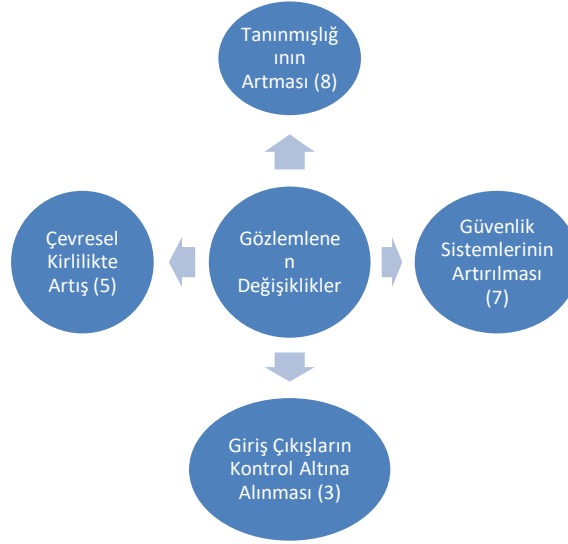 Tanınmışlığ
ının
Artması (8)
Çevresel
Kirlilikte
Artış (5)
Gözlemlene
n
Değişiklikler
Güvenlik
Sistemlerinin
Artırılması
(7)
Giriş Çıkışların
Kontrol Altına
Alınması (3)